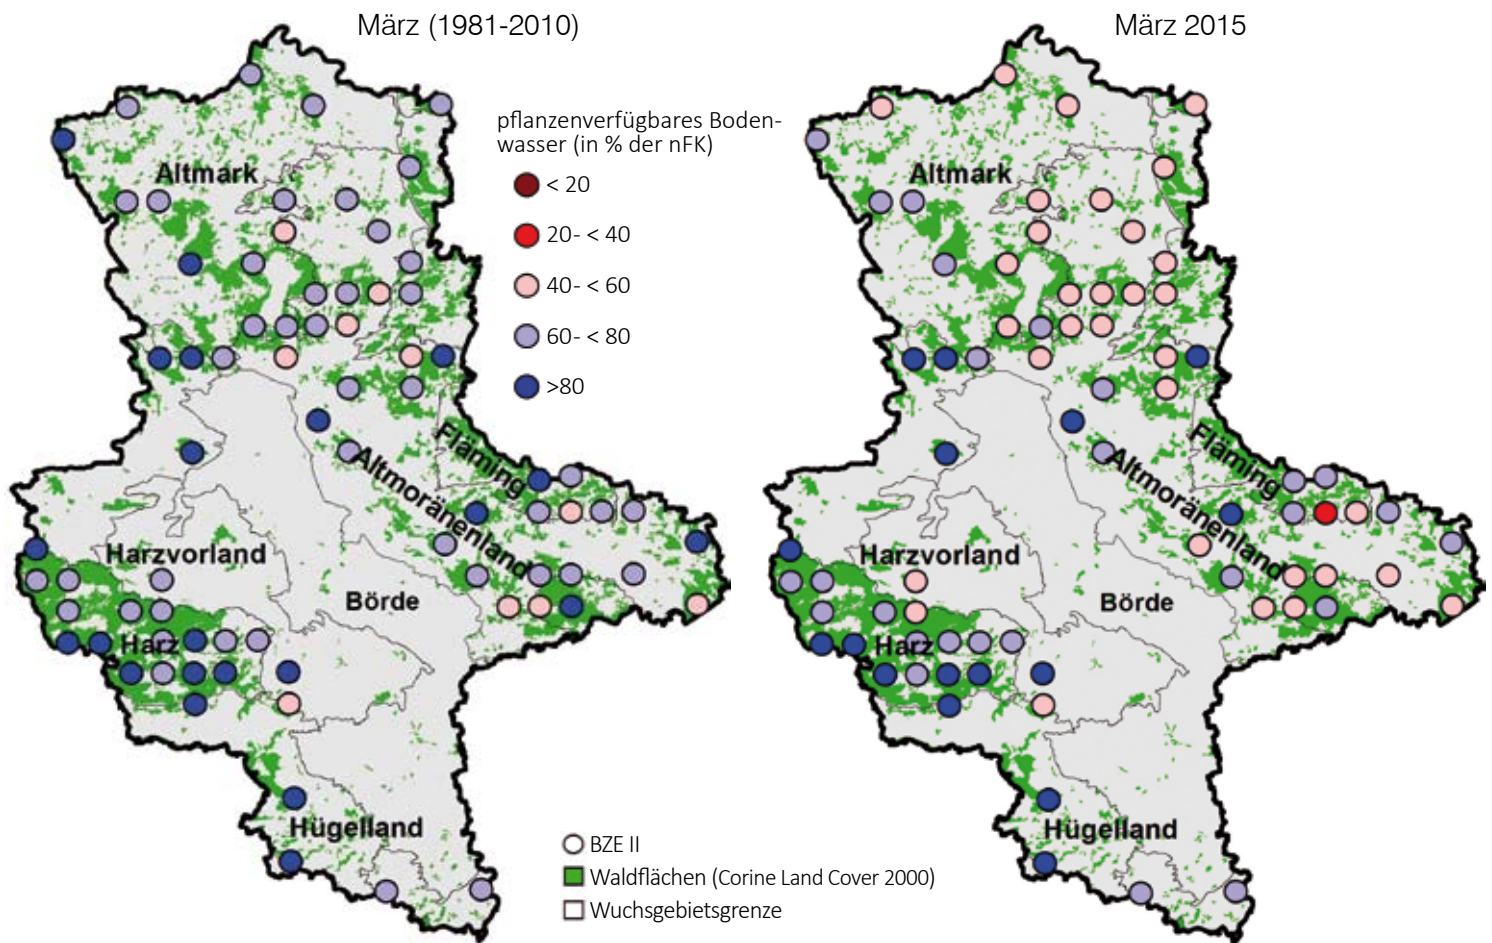 März (1981-2010)
März 2015
pflanzenverfügbares Boden-
wasser (in % der nFK)
< 20
20- < 40
40- < 60
60- < 80
>80
Altmark
Fläming
Altmoränenland
Harzvorland
Börde
Harz
Hügelland
Altmark
Fläming
Altmoränenland
Harzvorland
Börde
Harz
Hügelland
BZE II
Waldflächen (Corine Land Cover 2000)
Wuchsgebietsgrenze